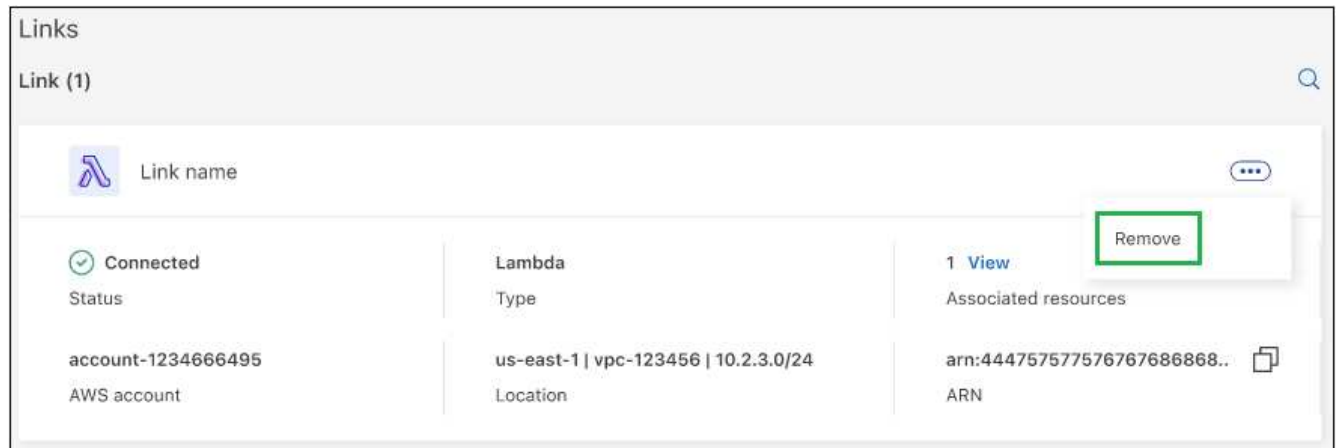 Links
Link (1)
Link name
Remove
Connected
Lambda
1 View
Status
Type
Associated resources
account-1234666495
us-east-1 | vpc-123456 | 10.2.3.0/24
arn:444757577576767686868..
AWS account
Location
ARN